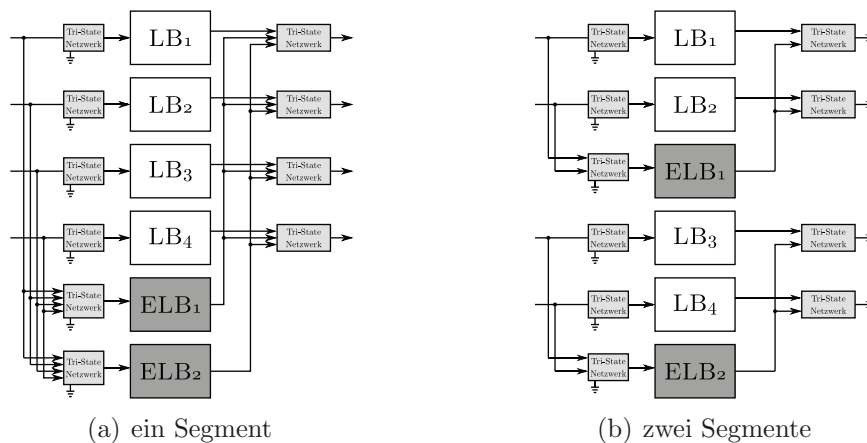 Tri-State
Netzwerk
LB₁
Tri-State
Netzwerk
Tri-State
Netzwerk
LB₂
Tri-State
Netzwerk
Tri-State
Netzwerk
LB₃
Tri-State
Netzwerk
Tri-State
Netzwerk
LB₄
Tri-State
Netzwerk
Tri-State
Netzwerk
ELB₁
Tri-State
Netzwerk
ELB₂
(a) ein Segment
Tri-State
Netzwerk
LB₁
Tri-State
Netzwerk
Tri-State
Netzwerk
LB₂
Tri-State
Netzwerk
Tri-State
Netzwerk
ELB₁
Tri-State
Netzwerk
LB₃
Tri-State
Netzwerk
Tri-State
Netzwerk
LB₄
Tri-State
Netzwerk
Tri-State
Netzwerk
ELB₂
(b) zwei Segmente